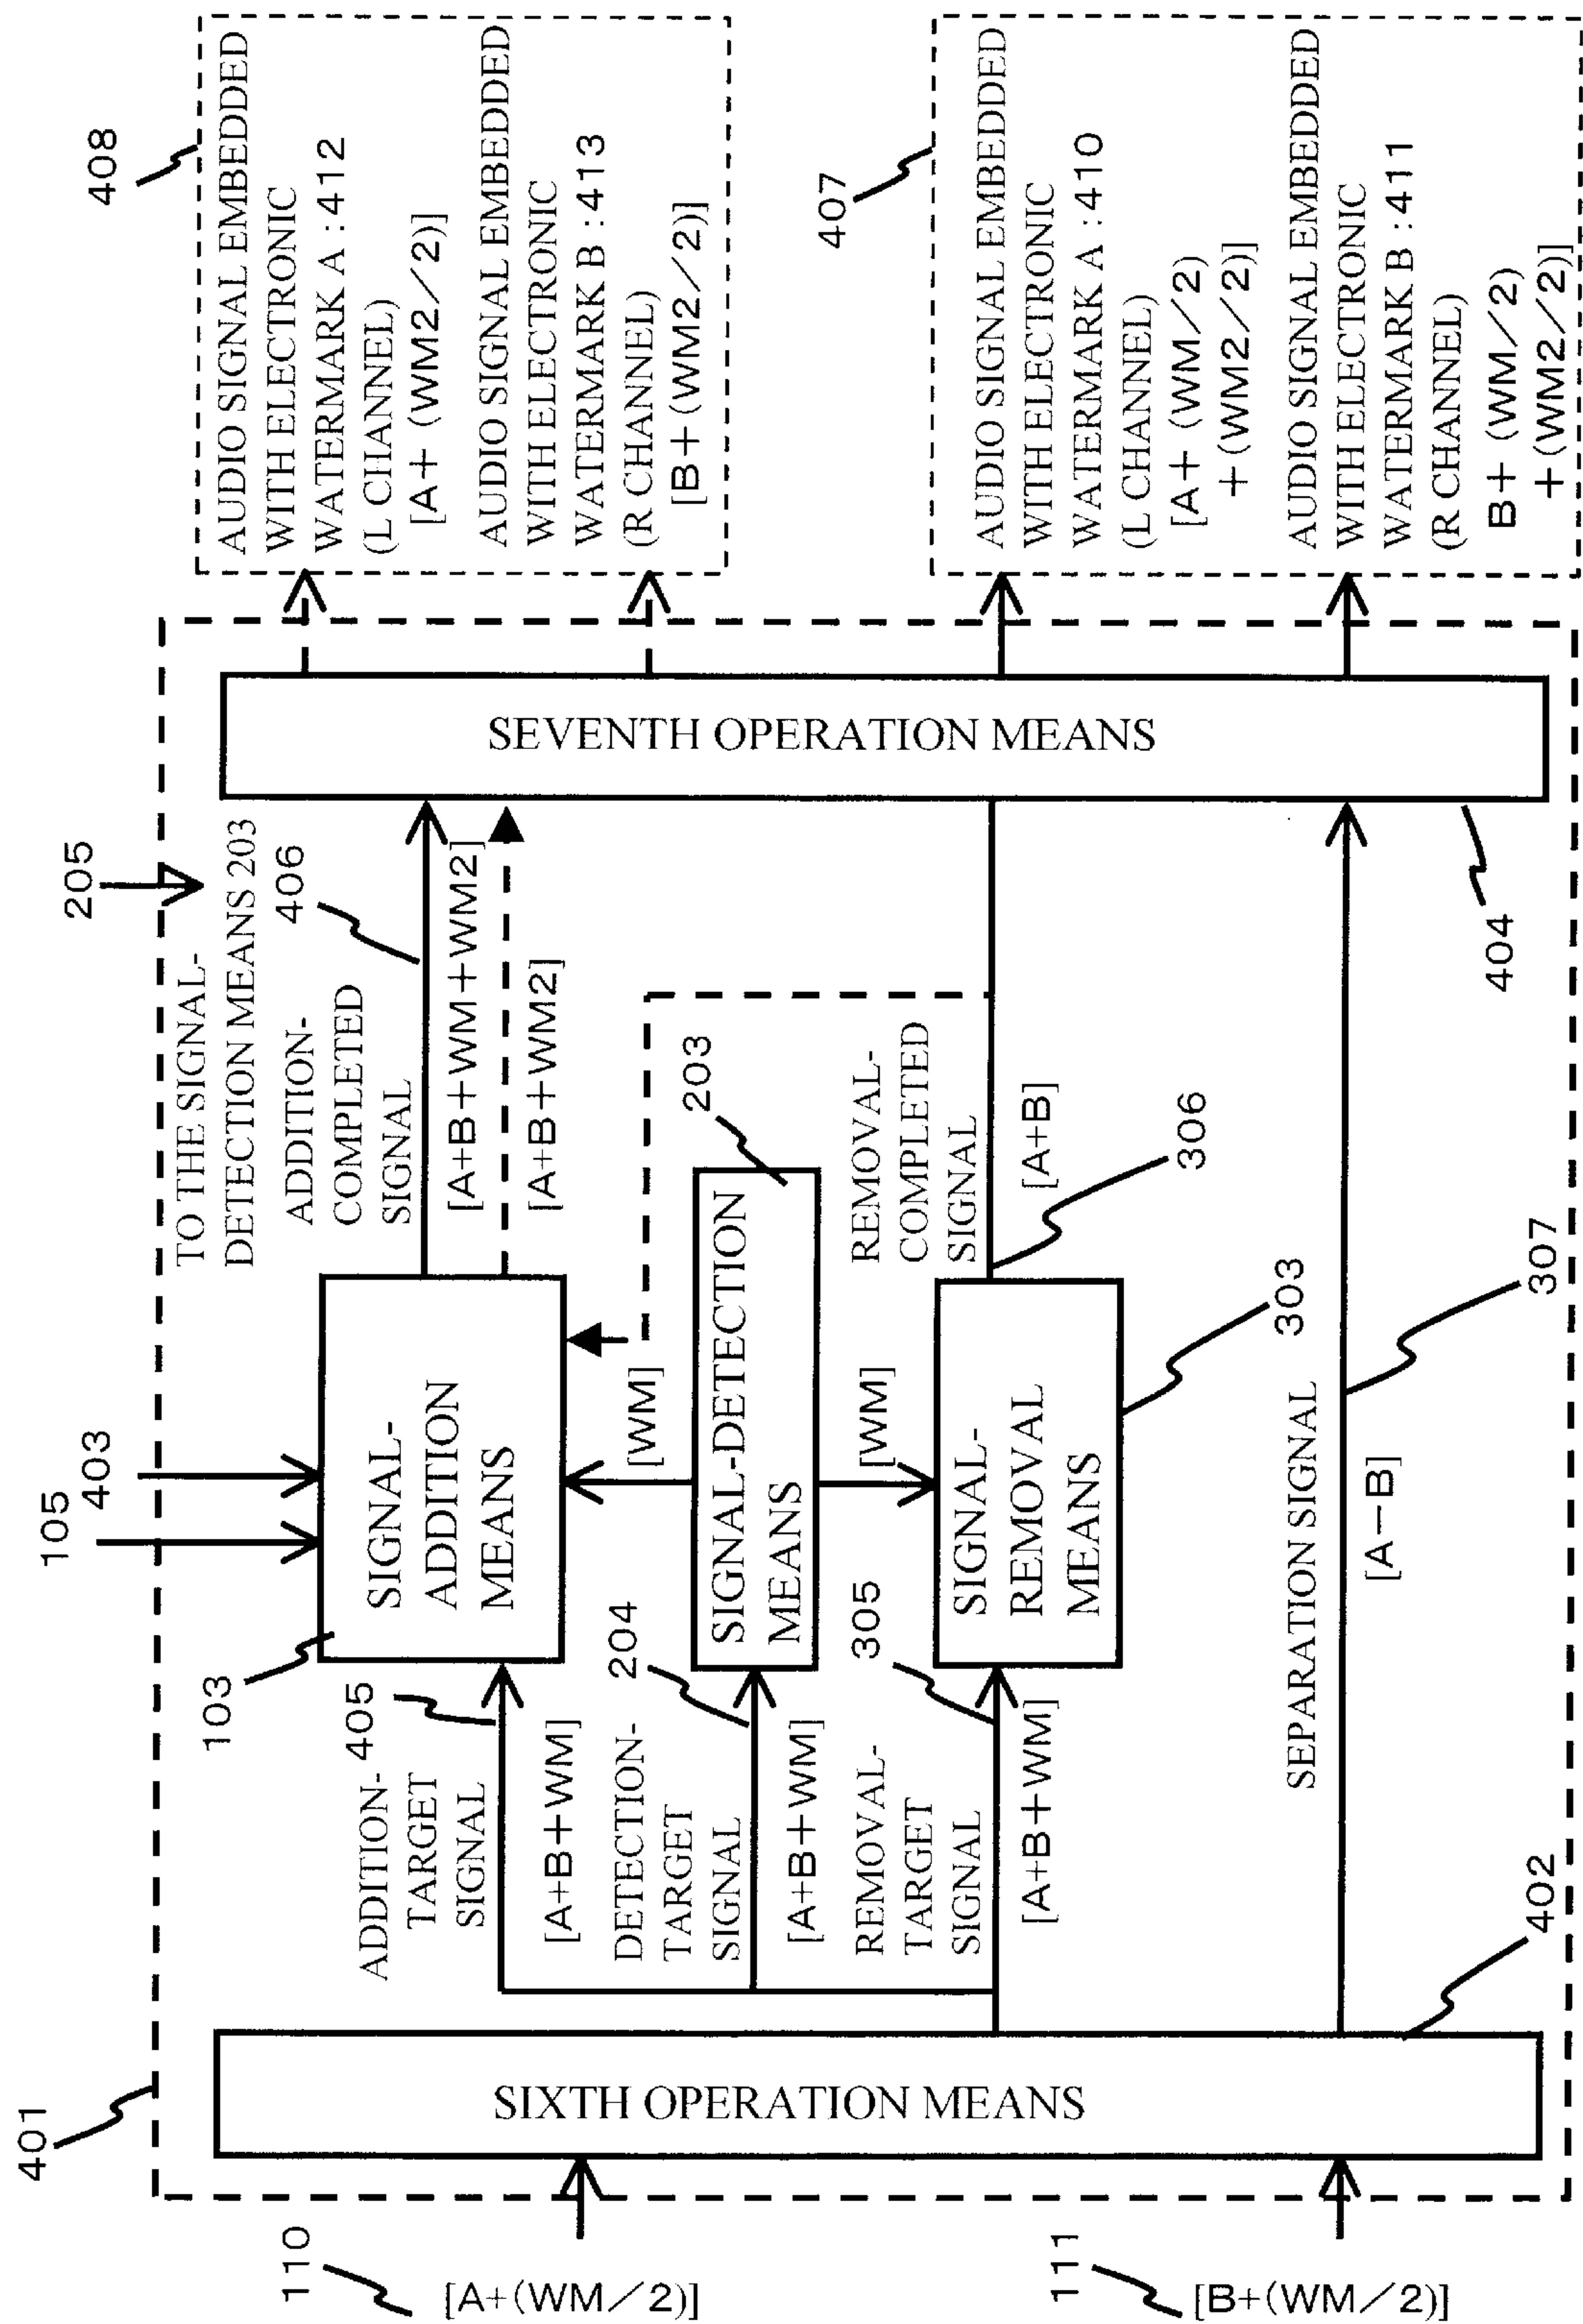 401
110
[A+(WM/2)]
111
[B+(WM/2)]
SIXTH OPERATION MEANS
402
ADDITION-
TARGET
SIGNAL
405
[A+B+WM]
DETECTION-
TARGET
SIGNAL
204
[A+B+WM]
REMOVAL-
TARGET
SIGNAL
305
[A+B+WM]
SEPARATION SIGNAL
[A−B]
307
103
105
403
SIGNAL-
ADDITION
MEANS
[WM]
SIGNAL-DETECTION
MEANS
203
[WM]
SIGNAL-
REMOVAL
MEANS
303
205
TO THE SIGNAL-
DETECTION MEANS 203
ADDITION-
COMPLETED
SIGNAL
406
[A+B+WM+WM2]
[A+B+WM2]
REMOVAL-
COMPLETED
SIGNAL
[A+B]
306
SEVENTH OPERATION MEANS
404
408
AUDIO SIGNAL EMBEDDED
WITH ELECTRONIC
WATERMARK A :412
(L CHANNEL)
[A+ (WM2/2)]
AUDIO SIGNAL EMBEDDED
WITH ELECTRONIC
WATERMARK B :413
(R CHANNEL)
[B+(WM2/2)]
407
AUDIO SIGNAL EMBEDDED
WITH ELECTRONIC
WATERMARK A :410
(L CHANNEL)
[A+ (WM/2)
+(WM2/2)]
AUDIO SIGNAL EMBEDDED
WITH ELECTRONIC
WATERMARK B :411
(R CHANNEL)
B+ (WM/2)
+(WM2/2)]